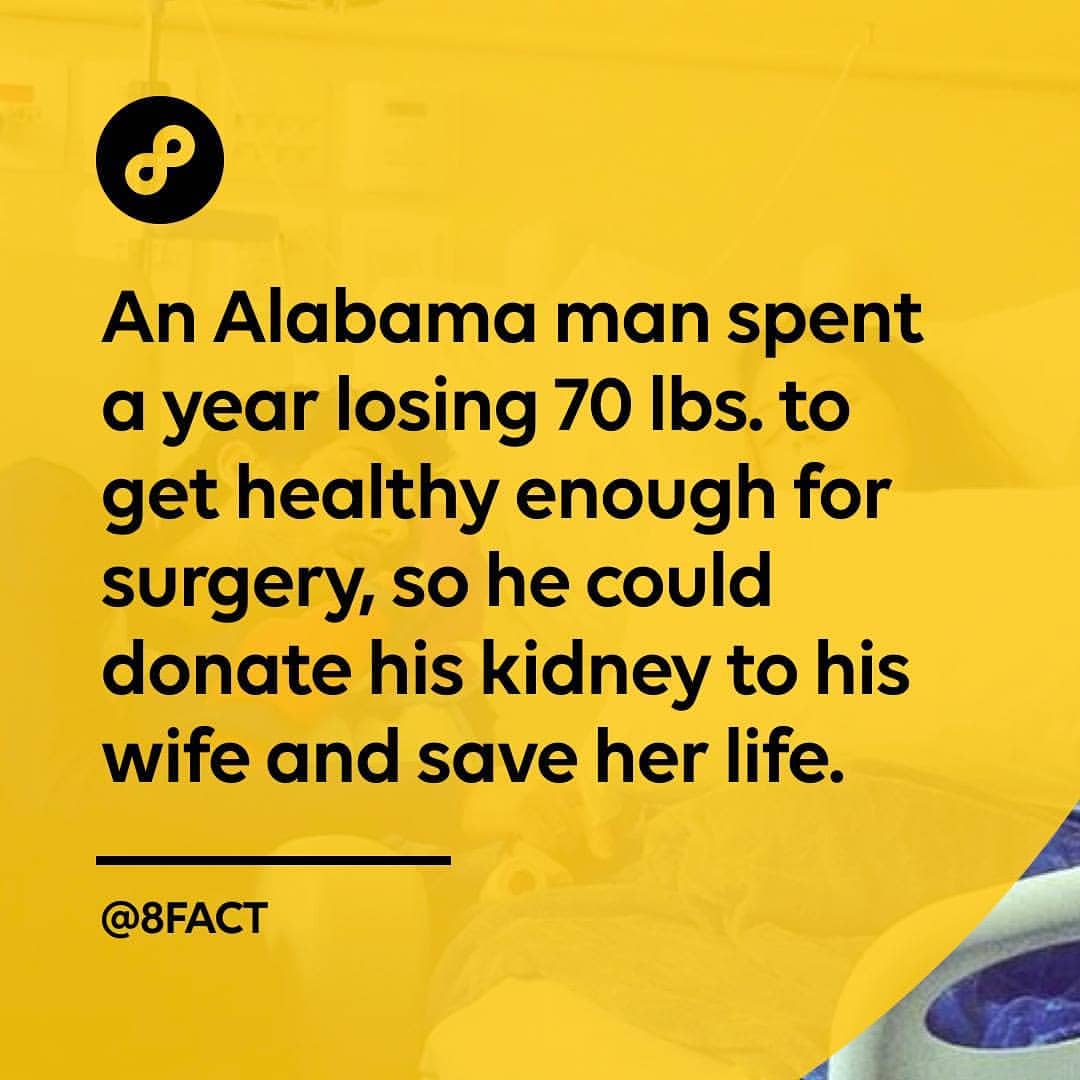 An Alabama man spent
a year losing 70 lbs. to
get healthy enough for
surgery, so he could
donate his kidney to his
wife and save her life.
@8FACT